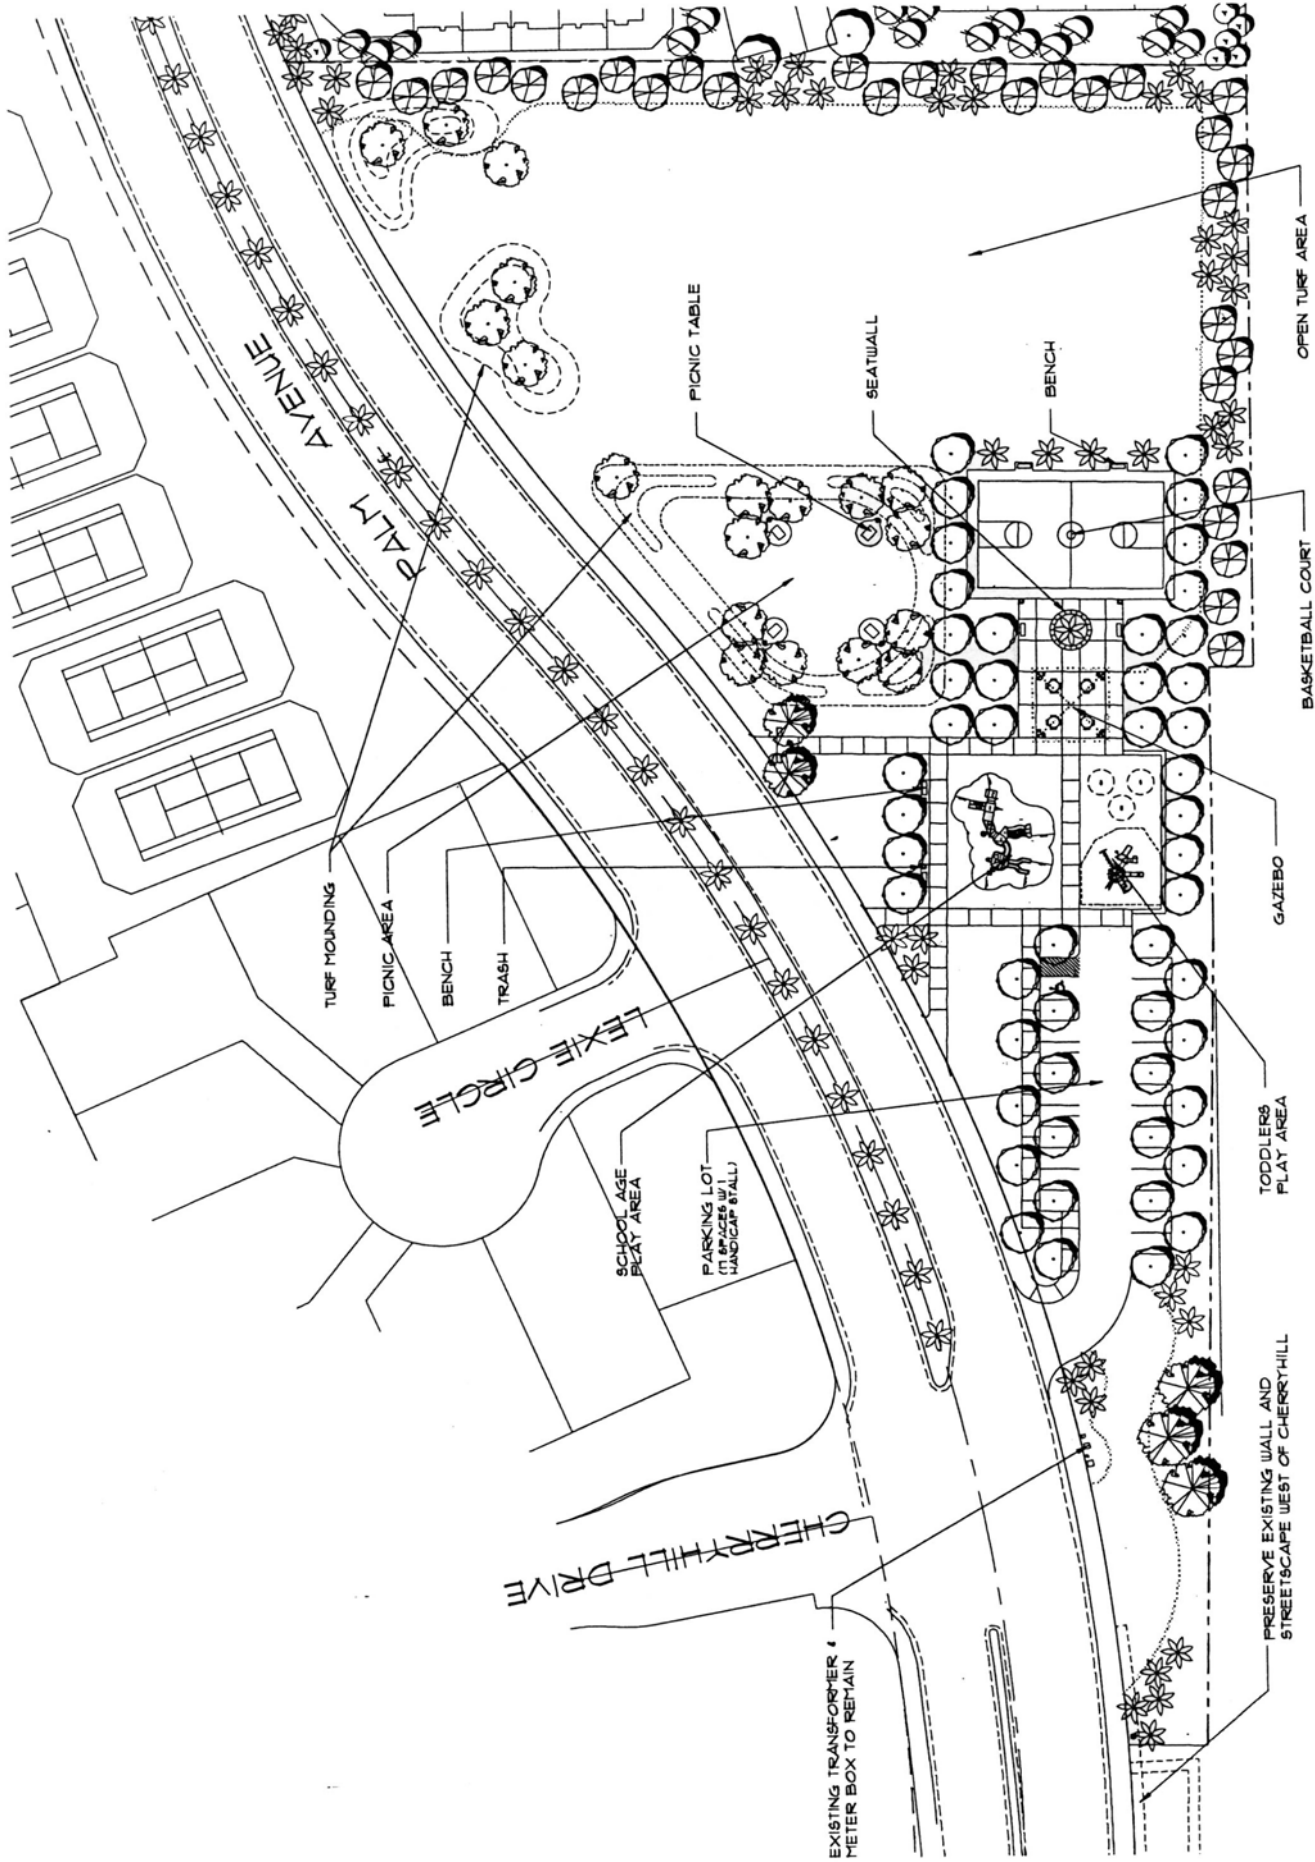 PALM AVENUE
LEXIE CIRCLE
CHERRYHILL DRIVE
TURF MOUNDING
PICNIC AREA
BENCH
TRASH
SCHOOL AGE
PLAY AREA
PARKING LOT
(17 SPACES W/ 1
HANDICAP STALL)
EXISTING TRANSFORMER &
METER BOX TO REMAIN
PICNIC TABLE
SEATWALL
BENCH
PRESERVE EXISTING WALL AND
STREETSCAPE WEST OF CHERRYHILL
TODDLERS
PLAY AREA
GAZEBO
BASKETBALL COURT
OPEN TURF AREA